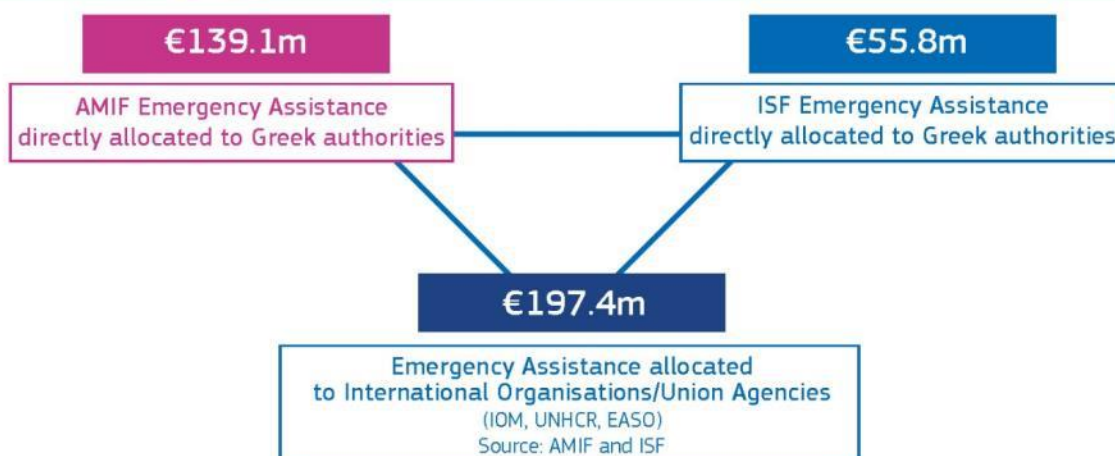 €139.1m
AMIF Emergency Assistance
directly allocated to Greek authorities
€55.8m
ISF Emergency Assistance
directly allocated to Greek authorities
€197.4m
Emergency Assistance allocated
to International Organisations/Union Agencies
(IOM, UNHCR, EASO)
Source: AMIF and ISF